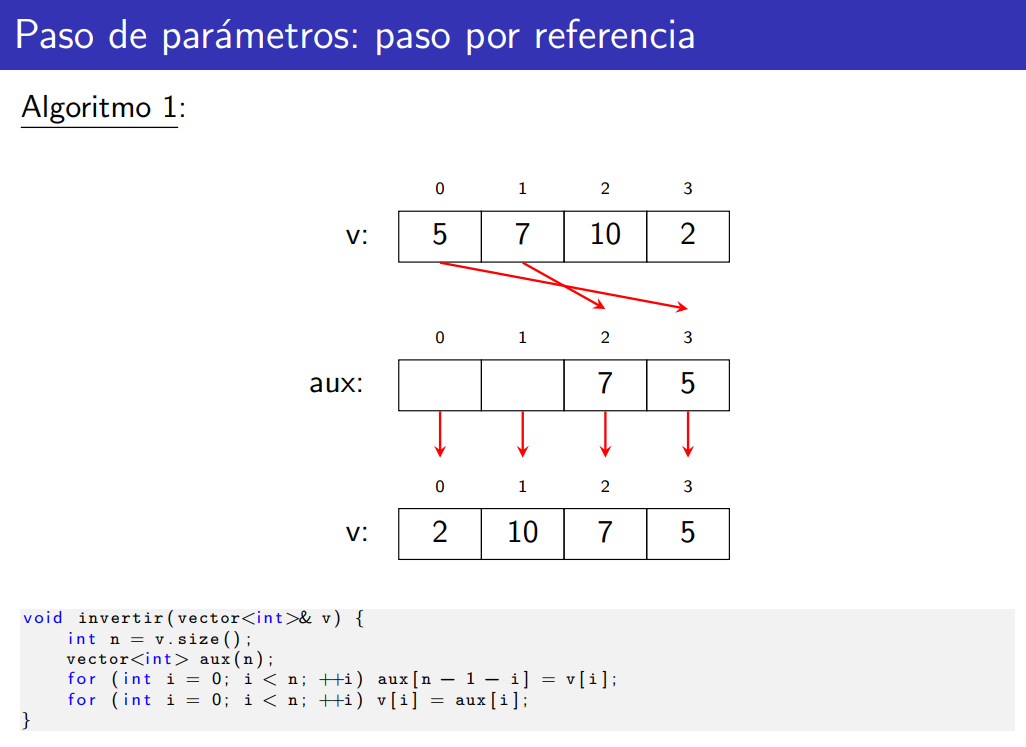 Paso de parámetros: paso por referencia
Algoritmo 1:
0 1 2 3
v: 5 7 10 2
0 1 2 3
aux: 7 5
0 1 2 3
v: 2 10 7 5
void invertir(vector<int>& v) {
    int n = v.size();
    vector<int> aux(n);
    for (int i = 0; i < n; ++i) aux[n − 1 − i] = v[i];
    for (int i = 0; i < n; ++i) v[i] = aux[i];
}